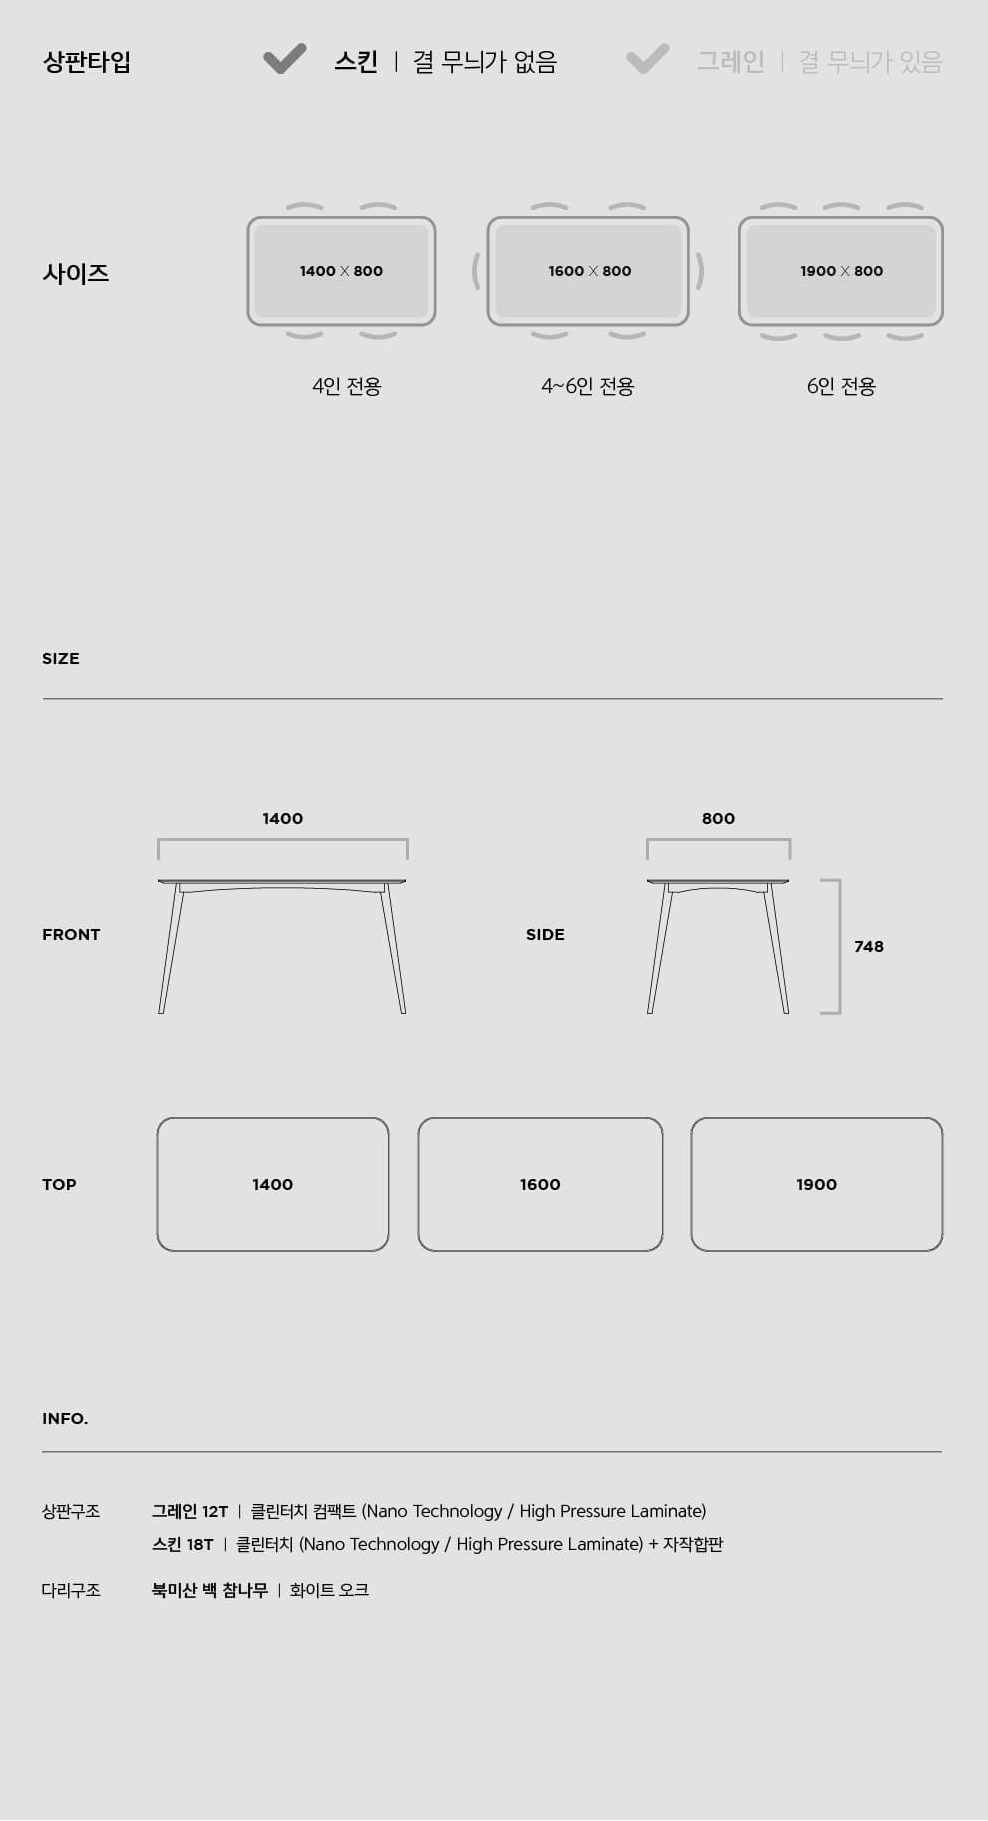 상판타입 스킨 | 결 무늬가 없음 그레인 | 결 무늬가 있음
사이즈 1400 X 800 1600 X 800 1900 X 800
4인 전용 4~6인 전용 6인 전용
SIZE
1400 800
FRONT SIDE 748
TOP 1400 1600 1900
INFO.
상판구조 그레인 12T | 클린터치 컴팩트 (Nano Technology / High Pressure Laminate)
스킨 18T | 클린터치 (Nano Technology / High Pressure Laminate) + 자작합판
다리구조 북미산 백 참나무 | 화이트 오크